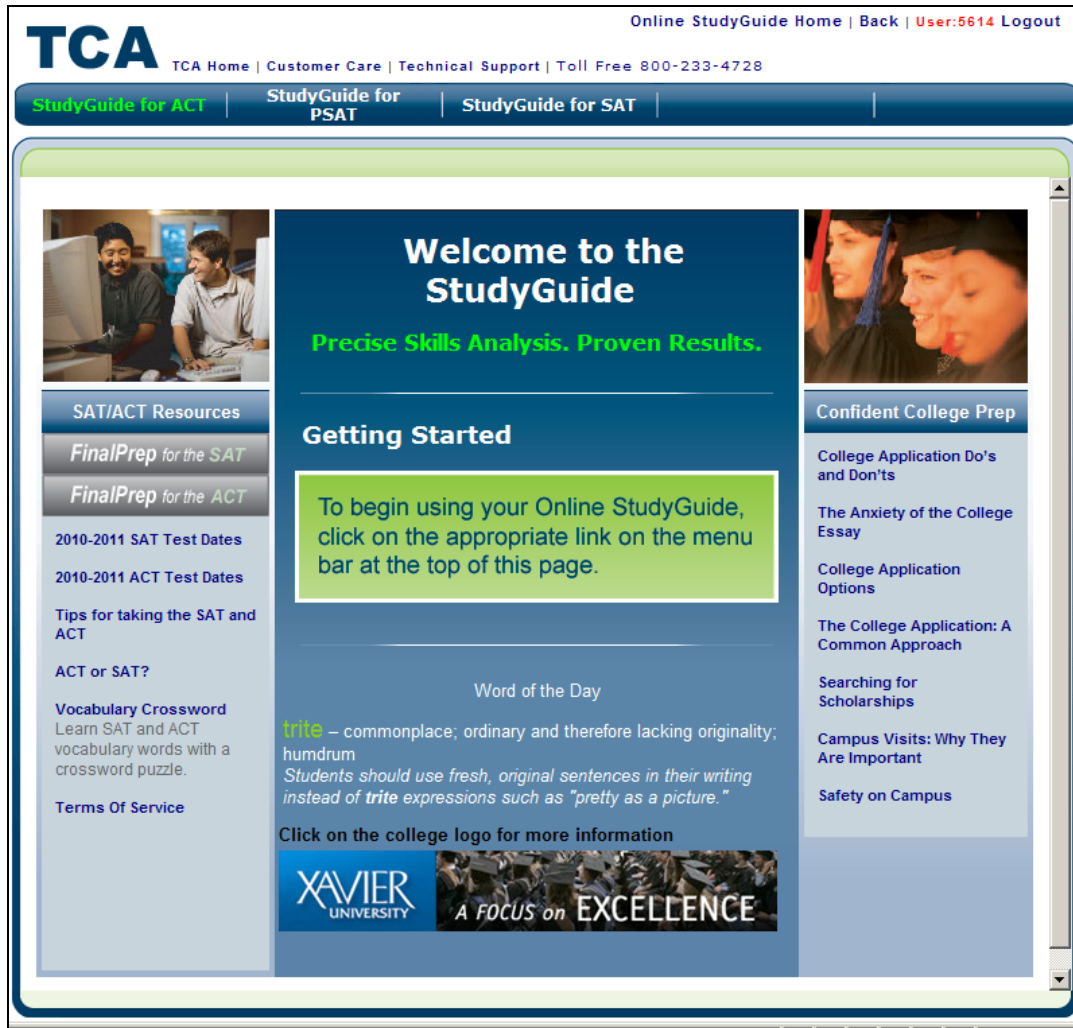 Online StudyGuide Home | Back | User:5614 Logout
TCA
TCA Home | Customer Care | Technical Support | Toll Free 800-233-4728
StudyGuide for ACT | StudyGuide for PSAT | StudyGuide for SAT |
Welcome to the
StudyGuide
Precise Skills Analysis. Proven Results.
Getting Started
To begin using your Online StudyGuide,
click on the appropriate link on the menu
bar at the top of this page.
Word of the Day
trite – commonplace; ordinary and therefore lacking originality;
humdrum
Students should use fresh, original sentences in their writing
instead of trite expressions such as "pretty as a picture."
Click on the college logo for more information
XAVIER
UNIVERSITY
A FOCUS on EXCELLENCE
SAT/ACT Resources
FinalPrep for the SAT
FinalPrep for the ACT
2010-2011 SAT Test Dates
2010-2011 ACT Test Dates
Tips for taking the SAT and
ACT
ACT or SAT?
Vocabulary Crossword
Learn SAT and ACT
vocabulary words with a
crossword puzzle.
Terms Of Service
Confident College Prep
College Application Do's
and Don'ts
The Anxiety of the College
Essay
College Application
Options
The College Application: A
Common Approach
Searching for
Scholarships
Campus Visits: Why They
Are Important
Safety on Campus